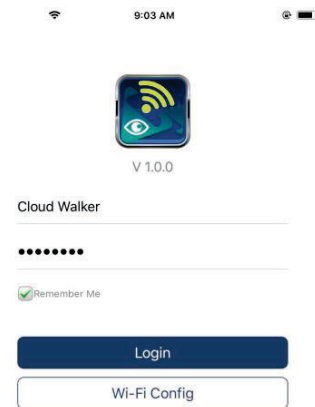 9:03 AM
V 1.0.0
Cloud Walker
●●●●●●●●
Remember Me
Login
Wi-Fi Config